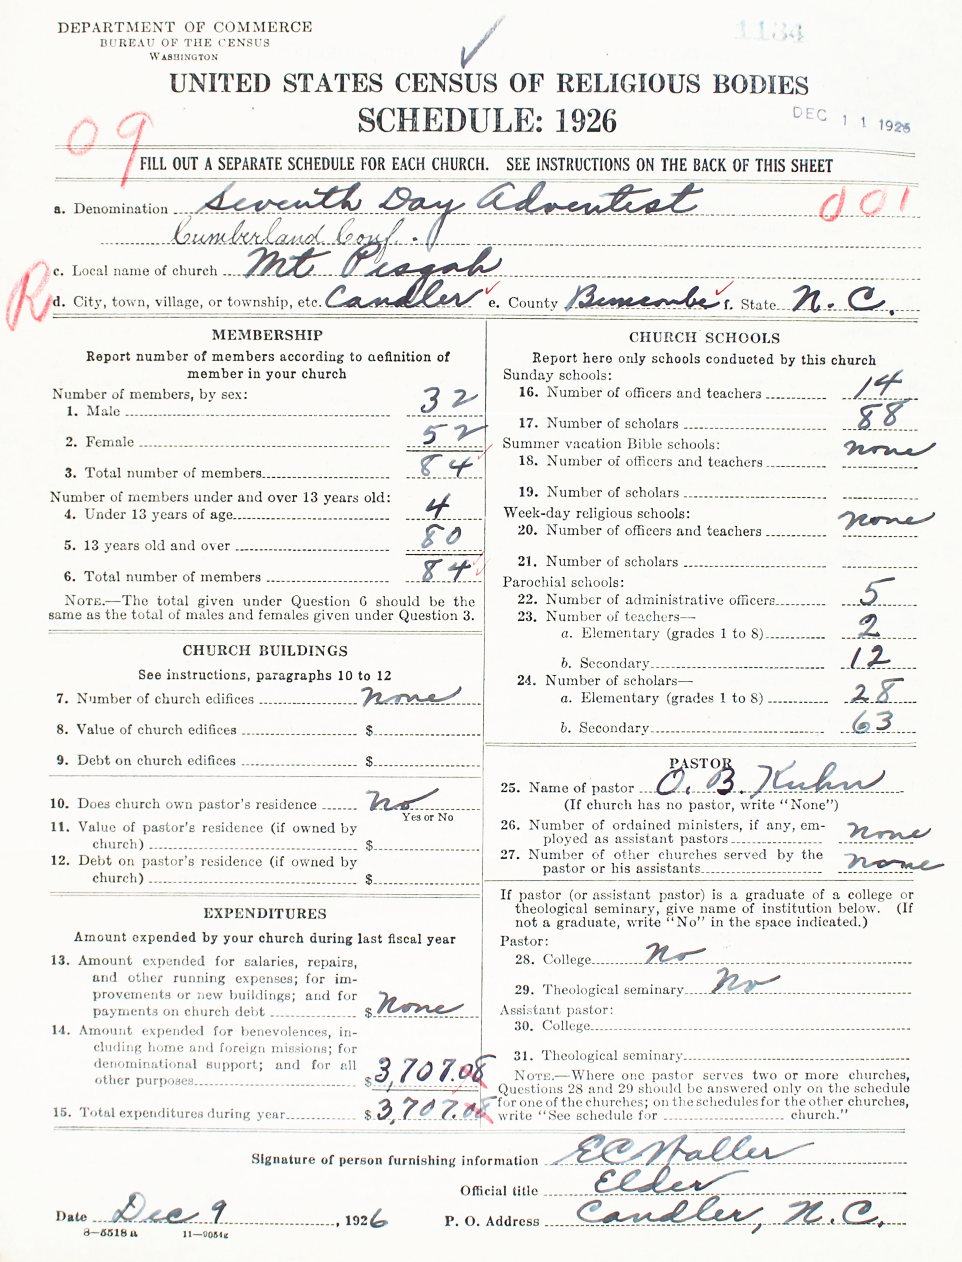 DEPARTMENT OF COMMERCE
BUREAU OF THE CENSUS
WASHINGTON
1134
UNITED STATES CENSUS OF RELIGIOUS BODIES
SCHEDULE: 1926
DEC 11 1926
09
FILL OUT A SEPARATE SCHEDULE FOR EACH CHURCH. SEE INSTRUCTIONS ON THE BACK OF THIS SHEET
a. Denomination Seventh Day Adventist
001
Cumberland Conf.
c. Local name of church Mt Pisgah
R
d. City, town, village, or township, etc. Candler e. County Buncombe f. State N. C.
MEMBERSHIP
Report number of members according to definition of
member in your church
Number of members, by sex:
1. Male 32
2. Female 52
3. Total number of members 84
Number of members under and over 13 years old:
4. Under 13 years of age 4
5. 13 years old and over 80
6. Total number of members 84
NOTE.—The total given under Question 6 should be the
same as the total of males and females given under Question 3.
CHURCH BUILDINGS
See instructions, paragraphs 10 to 12
7. Number of church edifices none
8. Value of church edifices $
9. Debt on church edifices $
10. Does church own pastor's residence No
Yes or No
11. Value of pastor's residence (if owned by
church) $
12. Debt on pastor's residence (if owned by
church) $
EXPENDITURES
Amount expended by your church during last fiscal year
13. Amount expended for salaries, repairs,
and other running expenses; for im-
provements or new buildings; and for
payments on church debt $ None
14. Amount expended for benevolences, in-
cluding home and foreign missions; for
denominational support; and for all
other purposes $ 3,707.08
15. Total expenditures during year $ 3,707.08
CHURCH SCHOOLS
Report here only schools conducted by this church
Sunday schools:
16. Number of officers and teachers 14
17. Number of scholars 88
Summer vacation Bible schools:
18. Number of officers and teachers none
19. Number of scholars
Week-day religious schools:
20. Number of officers and teachers none
21. Number of scholars
Parochial schools:
22. Number of administrative officers 5
23. Number of teachers—
a. Elementary (grades 1 to 8) 2
b. Secondary 12
24. Number of scholars—
a. Elementary (grades 1 to 8) 28
b. Secondary 63
PASTOR
25. Name of pastor O. B. Kuhn
(If church has no pastor, write "None")
26. Number of ordained ministers, if any, em-
ployed as assistant pastors none
27. Number of other churches served by the
pastor or his assistants none
If pastor (or assistant pastor) is a graduate of a college or
theological seminary, give name of institution below. (If
not a graduate, write "No" in the space indicated.)
Pastor:
28. College No
29. Theological seminary No
Assistant pastor:
30. College
31. Theological seminary
NOTE.—Where one pastor serves two or more churches,
Questions 28 and 29 should be answered only on the schedule
for one of the churches; on the schedules for the other churches,
write "See schedule for church."
Signature of person furnishing information E C Waller
Official title Elder
Date Dec 9, 1926 P. O. Address Candler, N. C.
8—5518 a 11—9054g